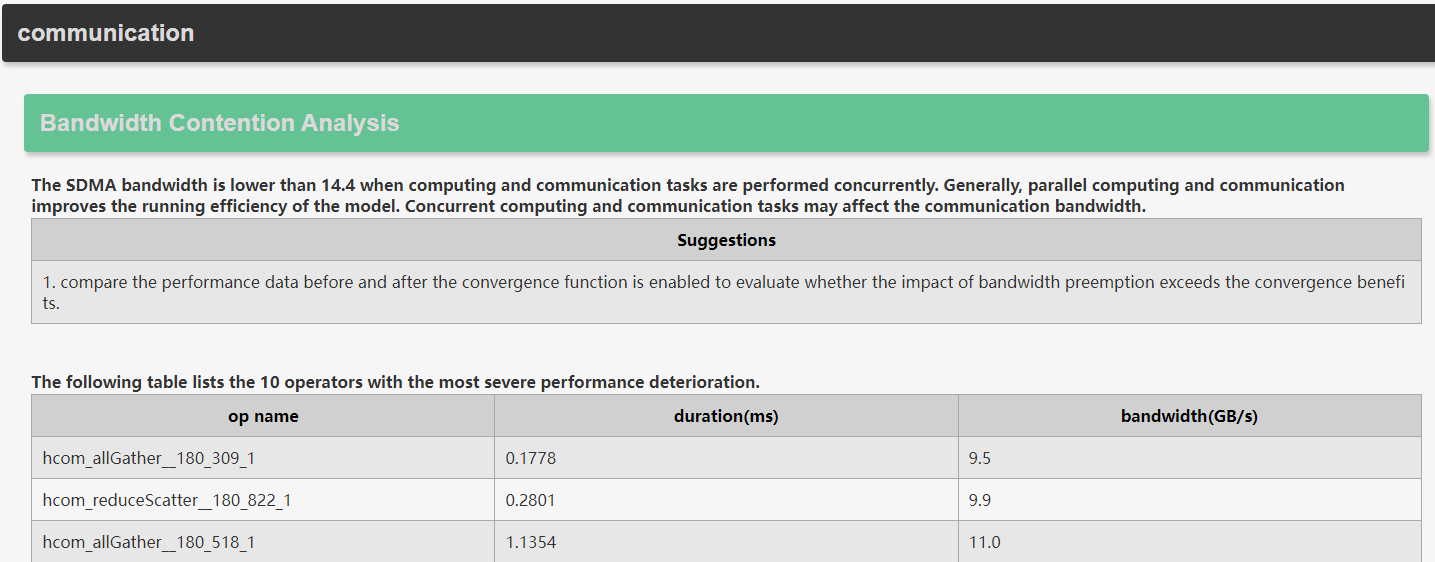 communication
Bandwidth Contention Analysis
The SDMA bandwidth is lower than 14.4 when computing and communication tasks are performed concurrently. Generally, parallel computing and communication
improves the running efficiency of the model. Concurrent computing and communication tasks may affect the communication bandwidth.
Suggestions
1. compare the performance data before and after the convergence function is enabled to evaluate whether the impact of bandwidth preemption exceeds the convergence benefi
ts.
The following table lists the 10 operators with the most severe performance deterioration.
op name duration(ms) bandwidth(GB/s)
hcom_allGather__180_309_1 0.1778 9.5
hcom_reduceScatter__180_822_1 0.2801 9.9
hcom_allGather__180_518_1 1.1354 11.0